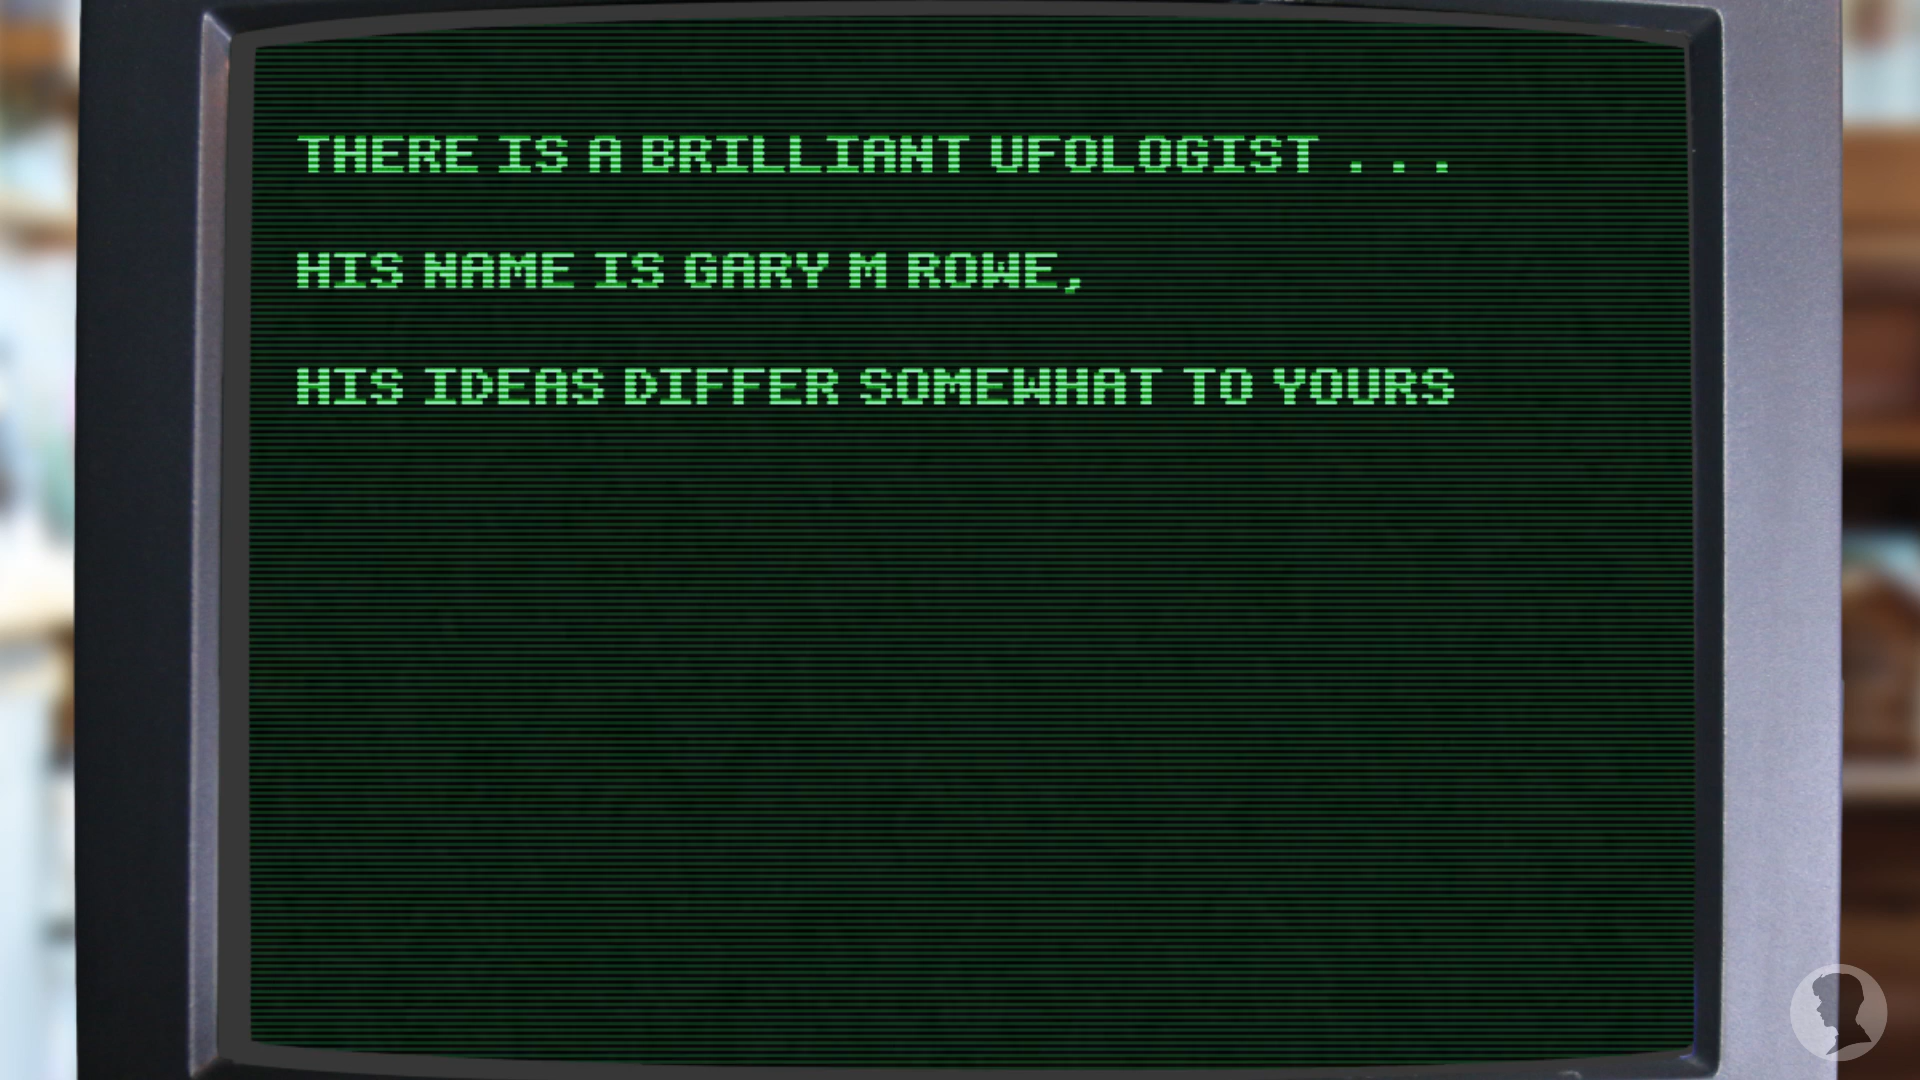 THERE IS A BRILLIANT UFOLOGIST ...
HIS NAME IS GARY M ROWE,
HIS IDEAS DIFFER SOMEWHAT TO YOURS